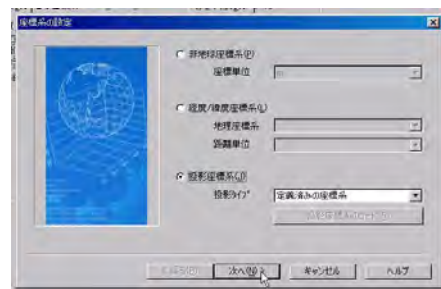 座標系の設定
非地球座標系(P)
座標単位
m
経度/緯度座標系(L)
地理座標系
距離単位
投影座標系(J)
投影ﾀｲﾌﾟ
定義済みの座標系
次へ(N) >
キャンセル
ヘルプ